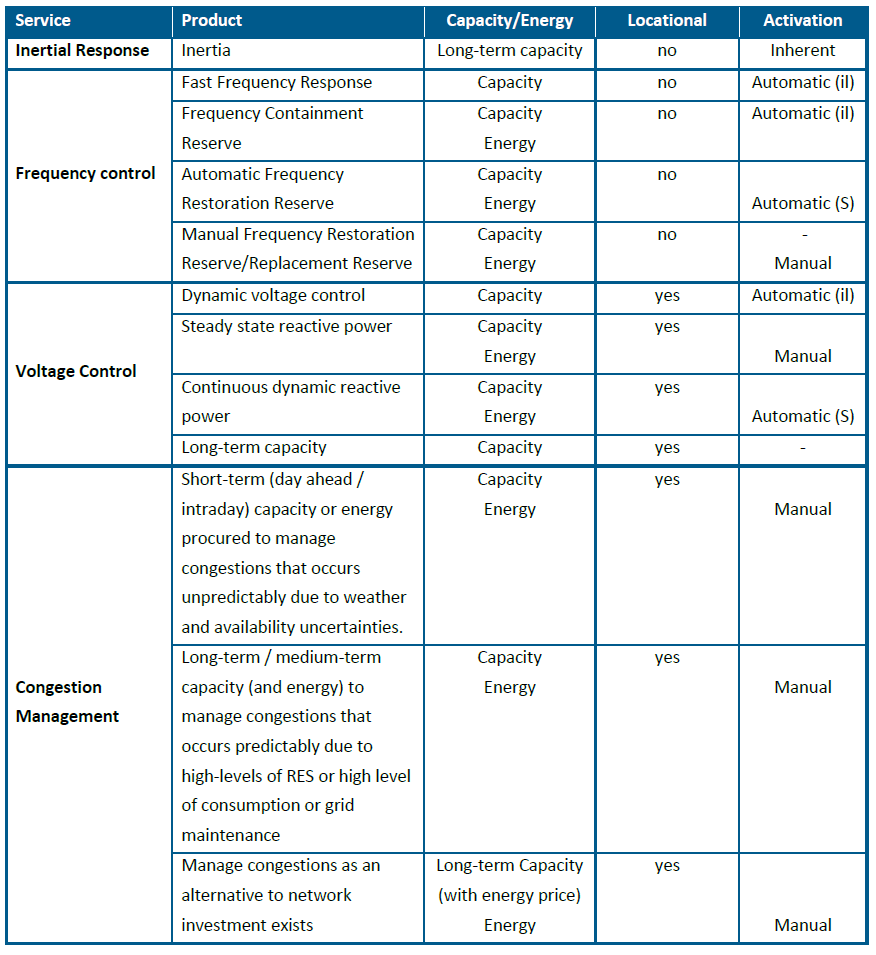 Service Product Capacity/Energy Locational Activation
Inertial Response Inertia Long-term capacity no Inherent
Frequency control
Fast Frequency Response Capacity no Automatic (il)
Frequency Containment Capacity no Automatic (il)
Reserve Energy
Automatic Frequency Capacity no
Restoration Reserve Energy Automatic (S)
Manual Frequency Restoration Capacity no -
Reserve/Replacement Reserve Energy Manual
Voltage Control
Dynamic voltage control Capacity yes Automatic (il)
Steady state reactive power Capacity yes
Energy Manual
Continuous dynamic reactive Capacity yes
power Energy Automatic (S)
Long-term capacity Capacity yes -
Congestion
Management
Short-term (day ahead / Capacity yes
intraday) capacity or energy Energy Manual
procured to manage
congestions that occurs
unpredictably due to weather
and availability uncertainties.
Long-term / medium-term Capacity yes
capacity (and energy) to Energy Manual
manage congestions that
occurs predictably due to
high-levels of RES or high level
of consumption or grid
maintenance
Manage congestions as an Long-term Capacity yes
alternative to network (with energy price)
investment exists Energy Manual